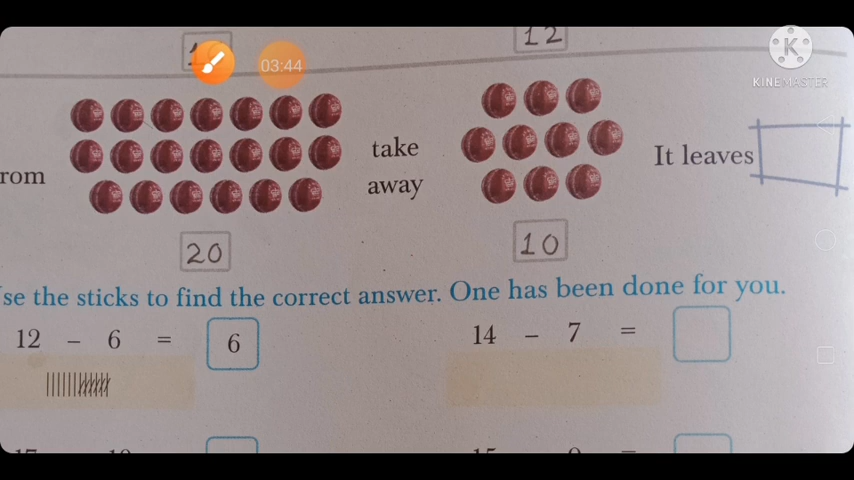 12
03:44
K
KINEMASTER
rom take away It leaves
20 10
se the sticks to find the correct answer. One has been done for you.
12 - 6 = 6 14 - 7 =